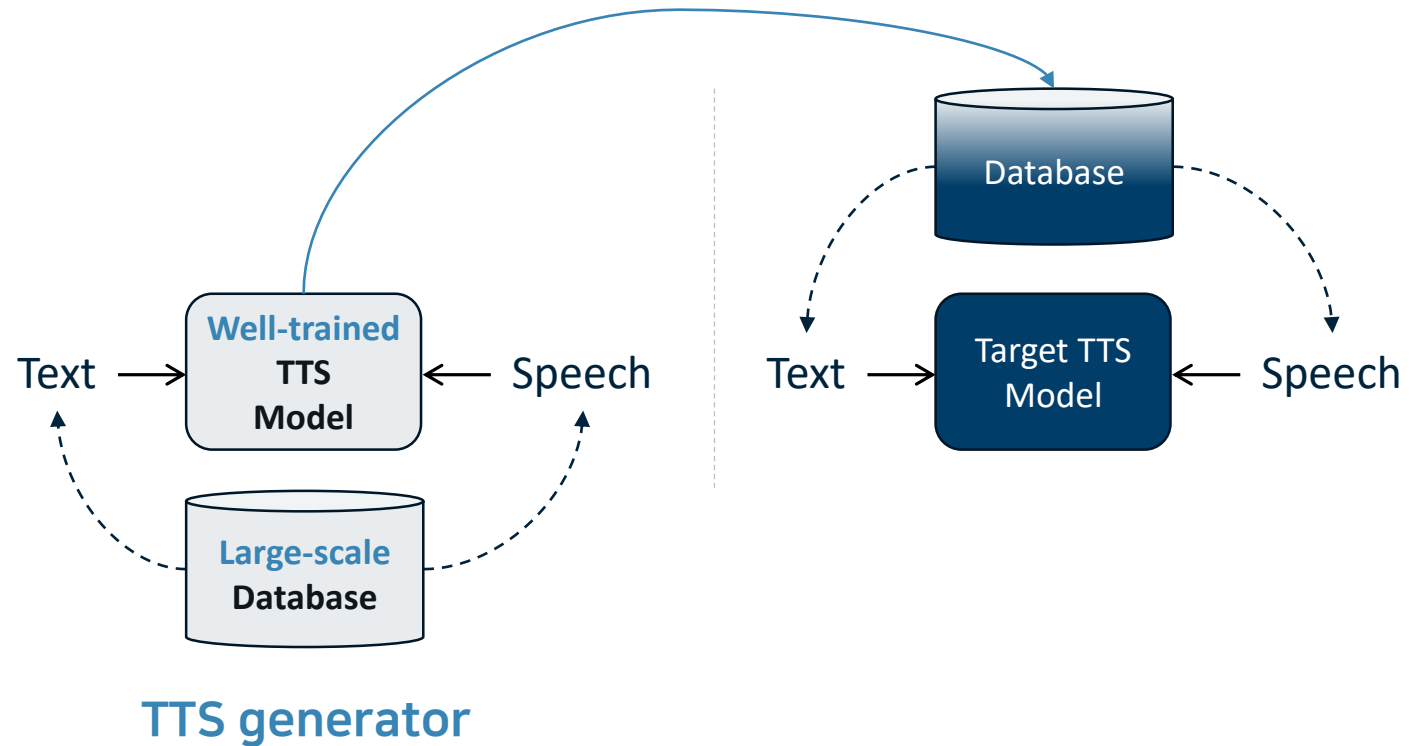 Database
Well-trained
TTS
Model
Text
Speech
Text
Target TTS
Model
Speech
Large-scale
Database
TTS generator